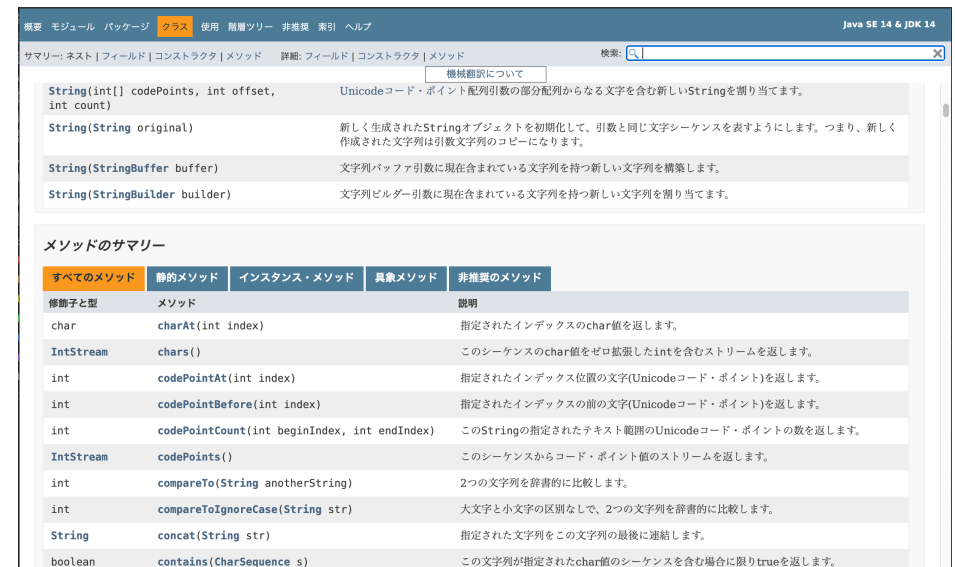 概要 モジュール パッケージ クラス 使用 階層ツリー 非推奨 索引 ヘルプ
Java SE 14 & JDK 14
サマリー: ネスト | フィールド | コンストラクタ | メソッド 詳細: フィールド | コンストラクタ | メソッド
検索:
機械翻訳について
String(int[] codePoints, int offset, int count)
Unicodeコード・ポイント配列引数の部分配列からなる文字を含む新しいStringを割り当てます。
String(String original)
新しく生成されたStringオブジェクトを初期化して、引数と同じ文字シーケンスを表すようにします。つまり、新しく
作成された文字列は引数文字列のコピーになります。
String(StringBuffer buffer)
文字列バッファ引数に現在含まれている文字列を持つ新しい文字列を構築します。
String(StringBuilder builder)
文字列ビルダー引数に現在含まれている文字列を持つ新しい文字列を割り当てます。
メソッドのサマリー
すべてのメソッド 静的メソッド インスタンス・メソッド 具象メソッド 非推奨のメソッド
修飾子と型 メソッド 説明
char charAt(int index) 指定されたインデックスのchar値を返します。
IntStream chars() このシーケンスのchar値をゼロ拡張したintを含むストリームを返します。
int codePointAt(int index) 指定されたインデックス位置の文字(Unicodeコード・ポイント)を返します。
int codePointBefore(int index) 指定されたインデックスの前の文字(Unicodeコード・ポイント)を返します。
int codePointCount(int beginIndex, int endIndex) このStringの指定されたテキスト範囲のUnicodeコード・ポイントの数を返します。
IntStream codePoints() このシーケンスからコード・ポイント値のストリームを返します。
int compareTo(String anotherString) 2つの文字列を辞書的に比較します。
int compareToIgnoreCase(String str) 大文字と小文字の区別なしで、2つの文字列を辞書的に比較します。
String concat(String str) 指定された文字列をこの文字列の最後に連結します。
boolean contains(CharSequence s) この文字列が指定されたchar値のシーケンスを含む場合に限りtrueを返します。